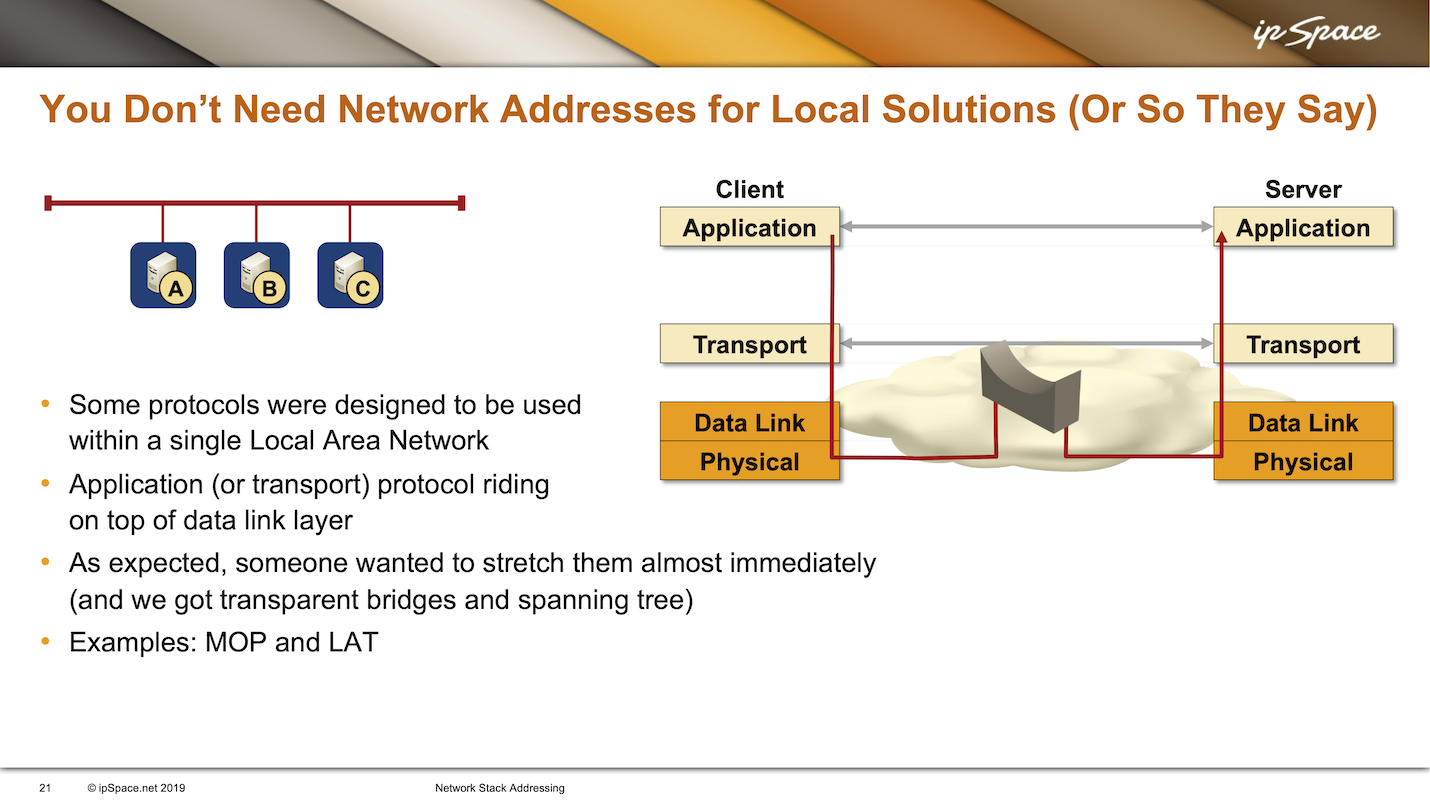 ip Space
You Don't Need Network Addresses for Local Solutions (Or So They Say)
A
B
C
Client
Server
Application
Application
Transport
Transport
Data Link
Data Link
Physical
Physical
• Some protocols were designed to be used
within a single Local Area Network
• Application (or transport) protocol riding
on top of data link layer
• As expected, someone wanted to stretch them almost immediately
(and we got transparent bridges and spanning tree)
• Examples: MOP and LAT
21
© ipSpace.net 2019
Network Stack Addressing